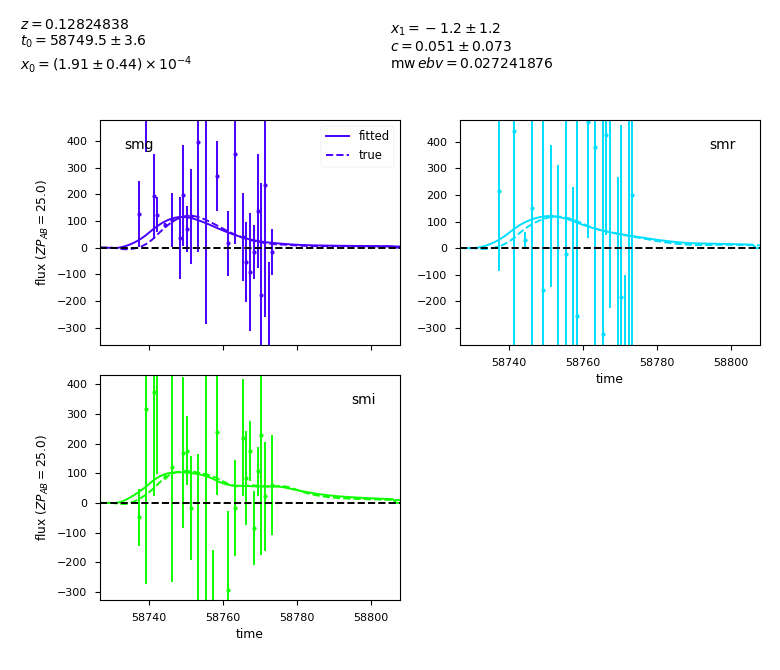 z = 0.12824838
t₀ = 58749.5 ± 3.6
x₀ = (1.91 ± 0.44) × 10⁻⁴
x₁ = −1.2 ± 1.2
c = 0.051 ± 0.073
mw ebv = 0.027241876
smg
fitted
true
400
300
200
100
0
−100
−200
−300
flux (ZP_AB = 25.0)
smr
400
300
200
100
0
−100
−200
−300
58740 58760 58780 58800
time
smi
400
300
200
100
0
−100
−200
−300
flux (ZP_AB = 25.0)
58740 58760 58780 58800
time